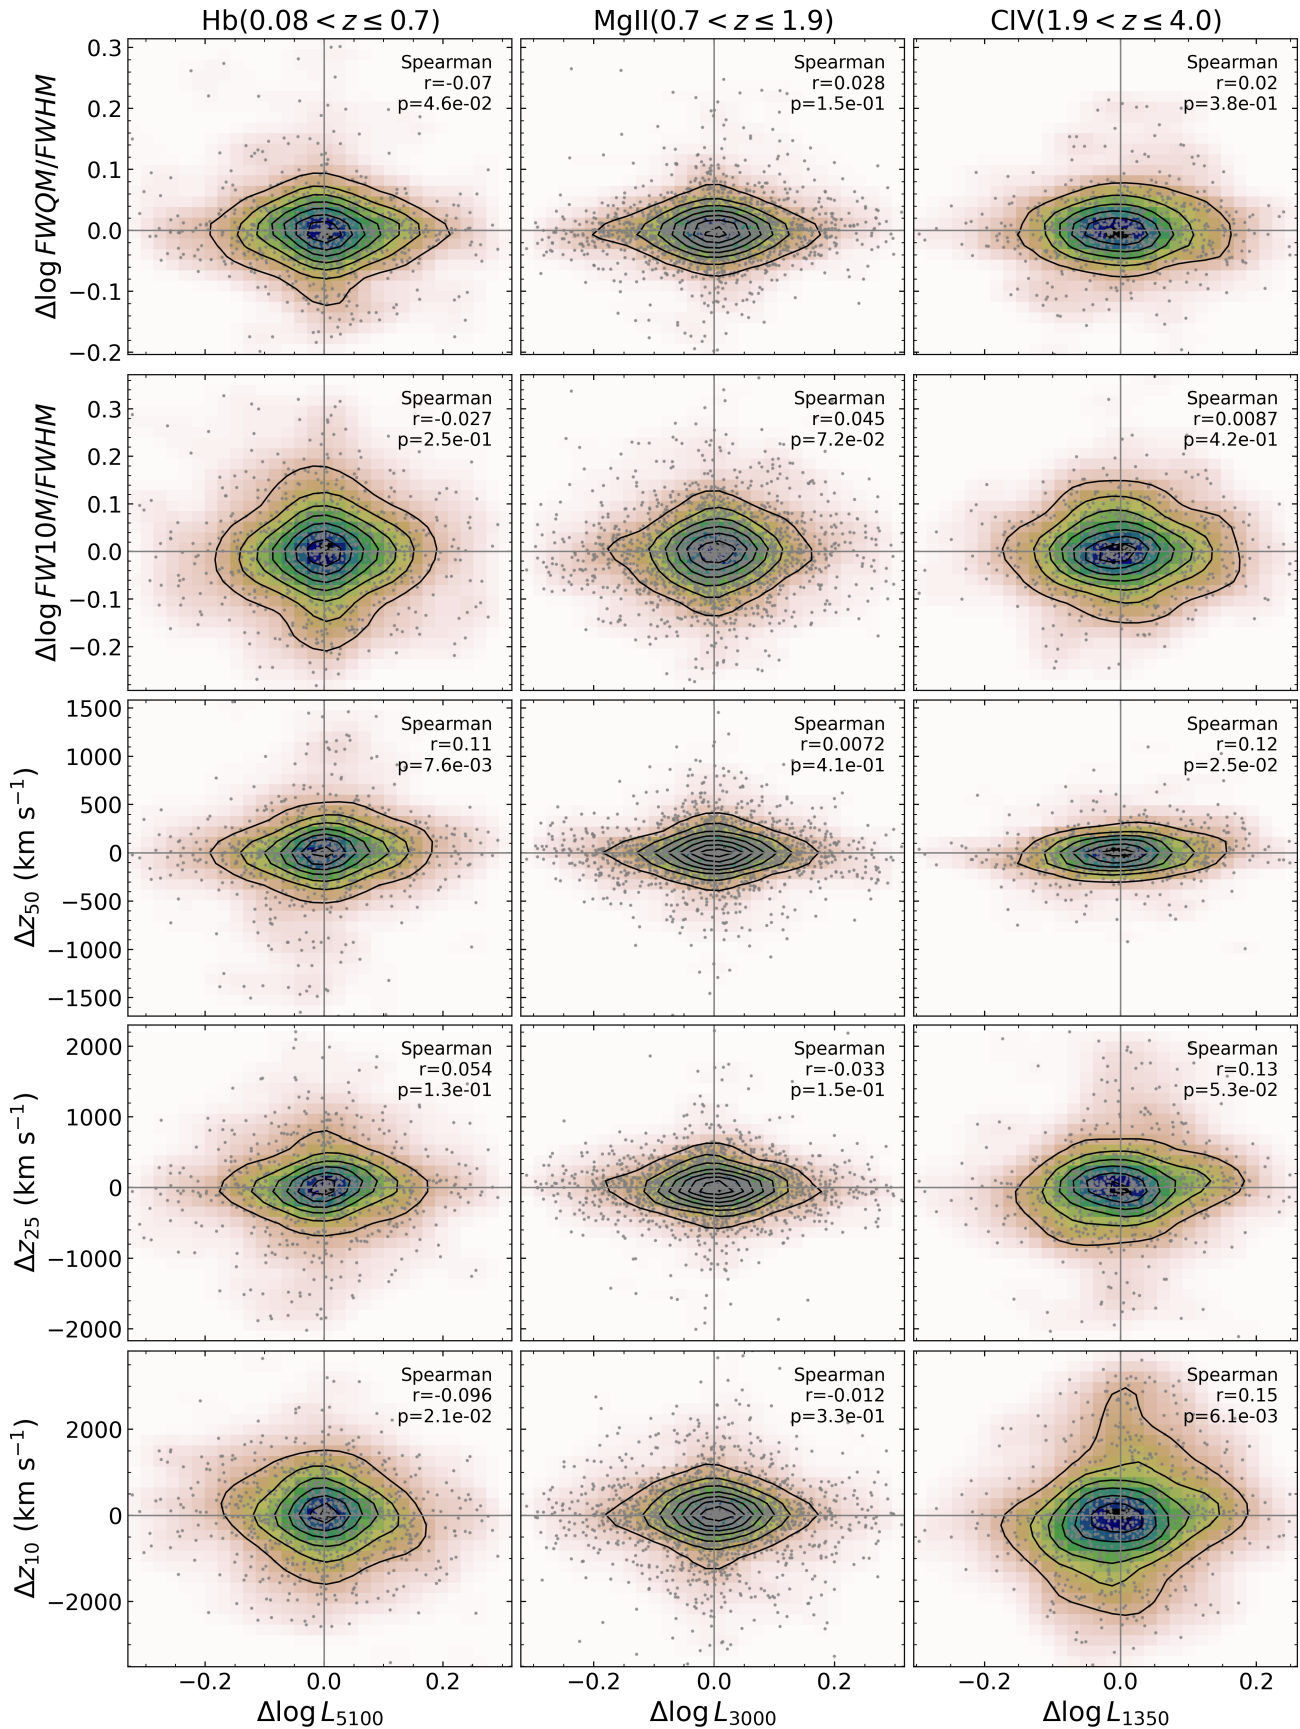 Hb(0.08 < z ≤ 0.7)
MgII(0.7 < z ≤ 1.9)
CIV(1.9 < z ≤ 4.0)
Δlog FWQM/FWHM
0.3
0.2
0.1
0.0
−0.1
−0.2
Spearman
r=-0.07
p=4.6e-02
Spearman
r=0.028
p=1.5e-01
Spearman
r=0.02
p=3.8e-01
Δlog FW10M/FWHM
0.3
0.2
0.1
0.0
−0.1
−0.2
Spearman
r=-0.027
p=2.5e-01
Spearman
r=0.045
p=7.2e-02
Spearman
r=0.0087
p=4.2e-01
Δz₅₀ (km s⁻¹)
1500
1000
500
0
−500
−1000
−1500
Spearman
r=0.11
p=7.6e-03
Spearman
r=0.0072
p=4.1e-01
Spearman
r=0.12
p=2.5e-02
Δz₂₅ (km s⁻¹)
2000
1000
0
−1000
−2000
Spearman
r=0.054
p=1.3e-01
Spearman
r=-0.033
p=1.5e-01
Spearman
r=0.13
p=5.3e-02
Δz₁₀ (km s⁻¹)
2000
0
−2000
Spearman
r=-0.096
p=2.1e-02
Spearman
r=-0.012
p=3.3e-01
Spearman
r=0.15
p=6.1e-03
−0.2 0.0 0.2
−0.2 0.0 0.2
−0.2 0.0 0.2
Δlog L₅₁₀₀
Δlog L₃₀₀₀
Δlog L₁₃₅₀